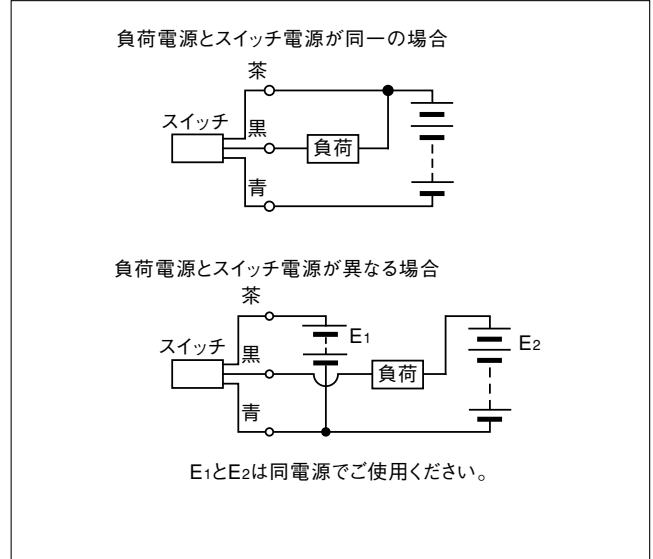 負荷電源とスイッチ電源が同一の場合
茶
スイッチ
黒
負荷
青
負荷電源とスイッチ電源が異なる場合
茶
E1
E2
スイッチ
黒
負荷
青
E1とE2は同電源でご使用ください。